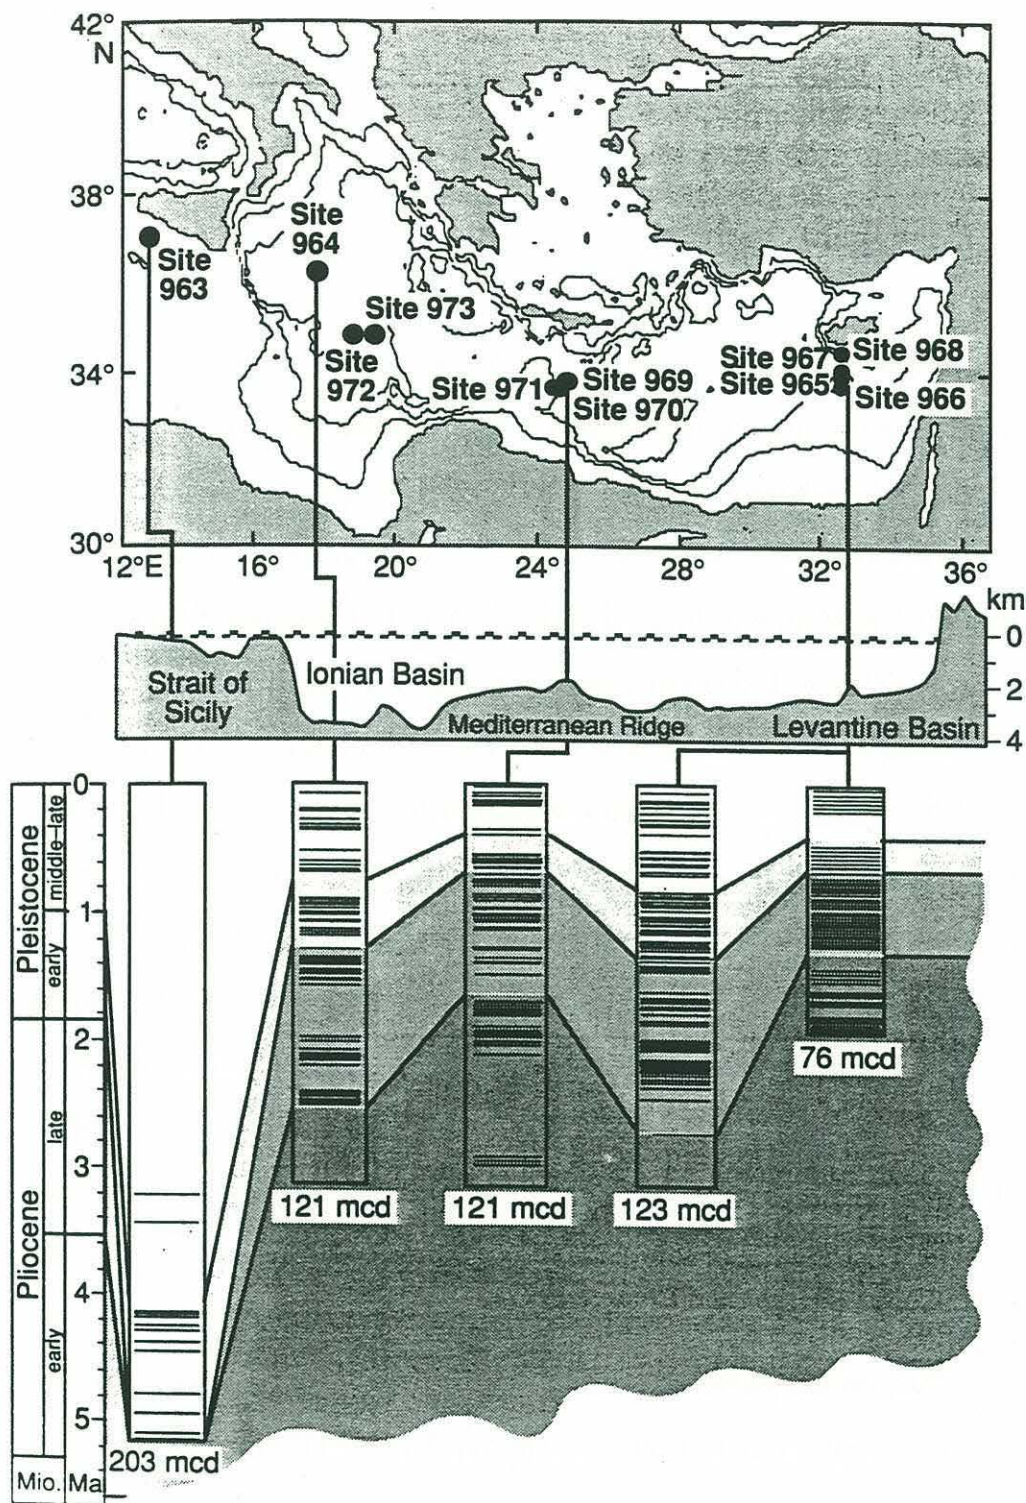 42°
N
38°
34°
30°
Site
964
Site
963
Site 973
Site
972
Site 971
Site 969
Site 970
Site 967
Site 968
Site 965
Site 966
12°E
16°
20°
24°
28°
32°
36°
km
0
2
4
Strait of
Sicily
Ionian Basin
Mediterranean Ridge
Levantine Basin
Pleistocene
middle–late
early
Pliocene
late
early
Mio.
Ma
0
1
2
3
4
5
203 mcd
121 mcd
121 mcd
123 mcd
76 mcd